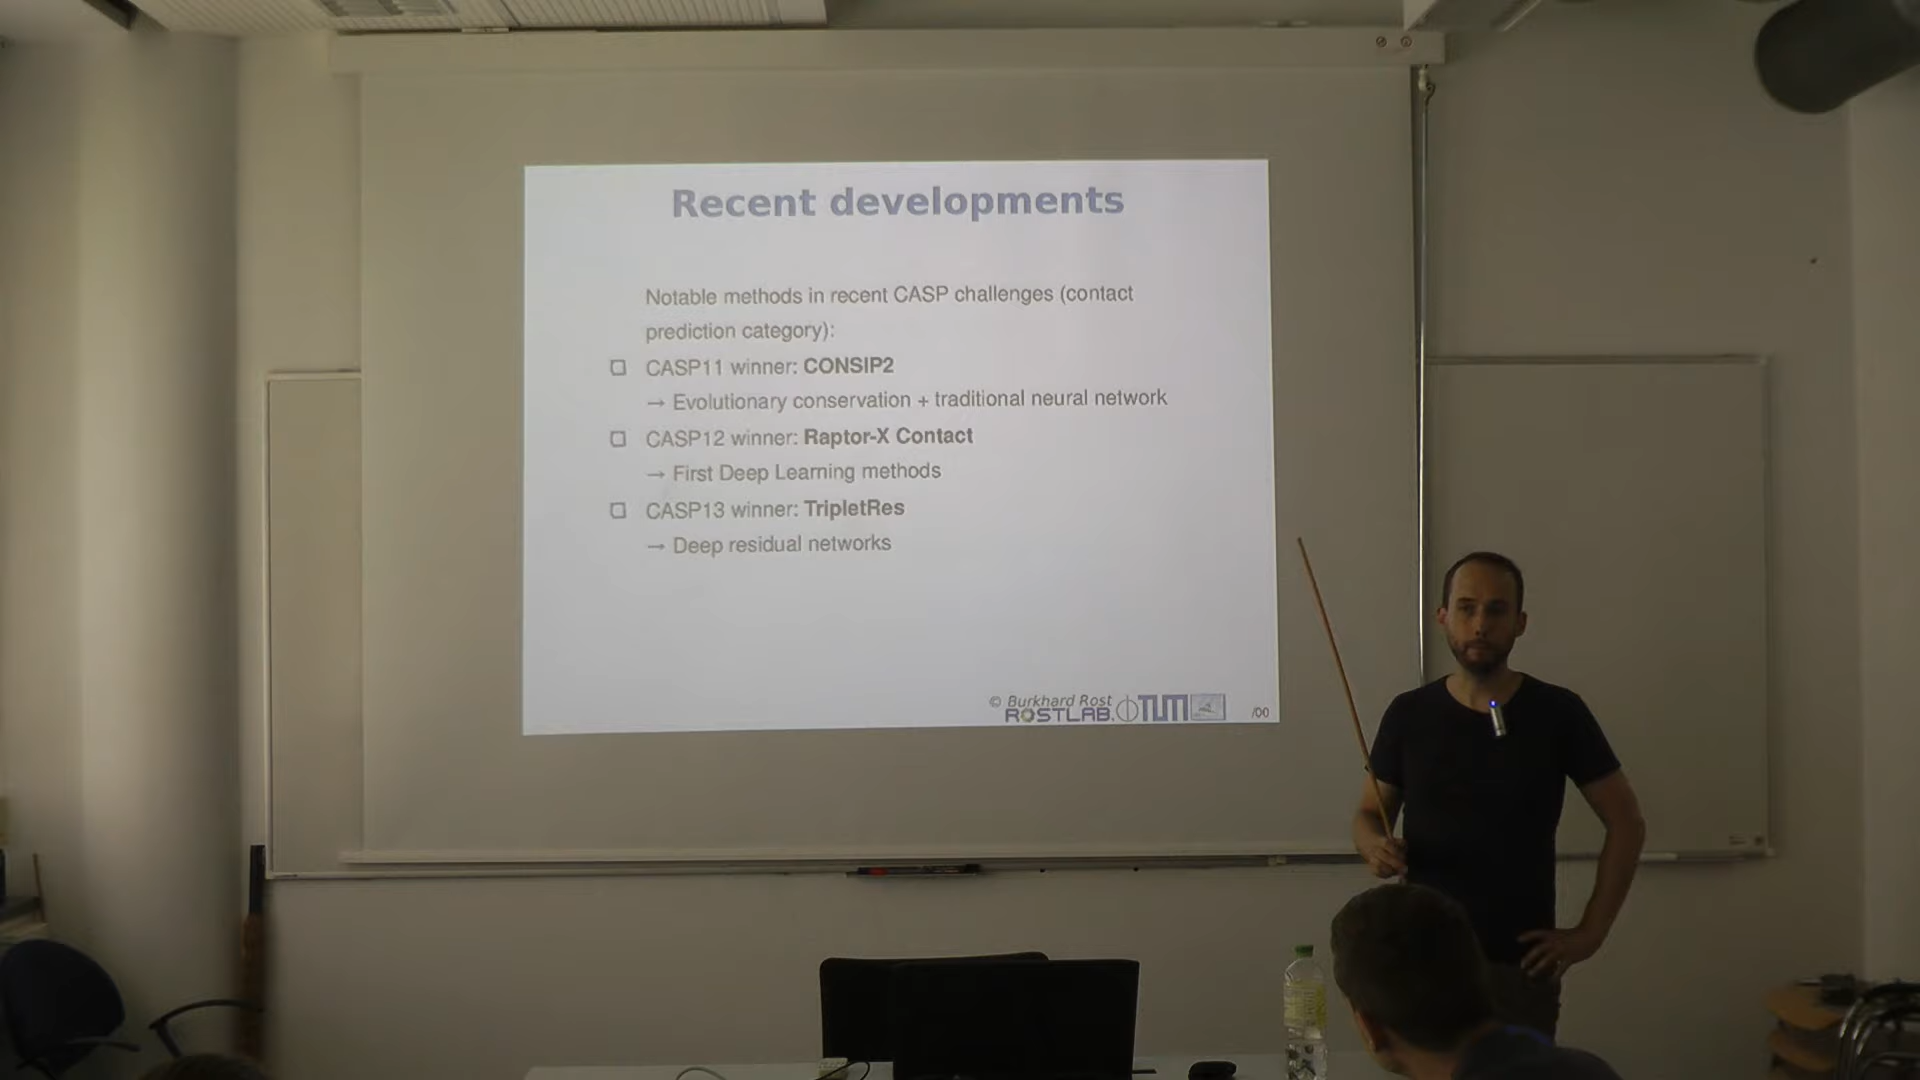 Recent developments
Notable methods in recent CASP challenges (contact
prediction category):
CASP11 winner: CONSIP2
→ Evolutionary conservation + traditional neural network
CASP12 winner: Raptor-X Contact
→ First Deep Learning methods
CASP13 winner: TripletRes
→ Deep residual networks
© Burkhard Rost
ROSTLAB. TUM
/00